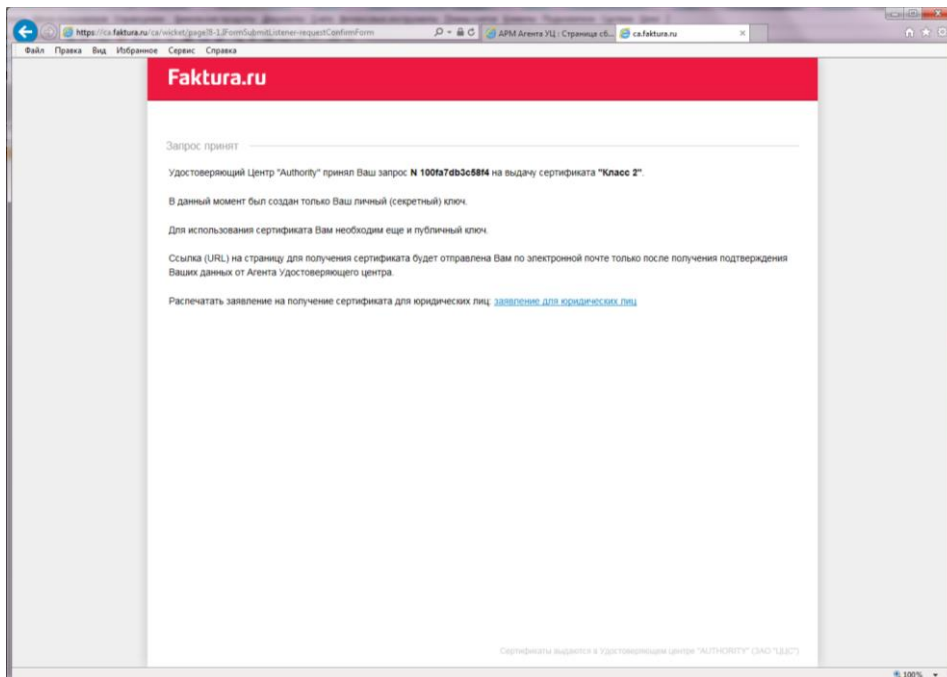 https://ca.faktura.ru/ca/wicket/page?8-1.IFormSubmitListener-requestConfirmForm
АРМ Агента УЦ : Страница сб...
ca.faktura.ru
Файл Правка Вид Избранное Сервис Справка
Faktura.ru
Запрос принят
Удостоверяющий Центр "Authority" принял Ваш запрос N 100fa7db3c58f4 на выдачу сертификата "Класс 2".
В данный момент был создан только Ваш личный (секретный) ключ.
Для использования сертификата Вам необходим еще и публичный ключ.
Ссылка (URL) на страницу для получения сертификата будет отправлена Вам по электронной почте только после получения подтверждения
Ваших данных от Агента Удостоверяющего центра.
Распечатать заявление на получение сертификата для юридических лиц: заявление для юридических лиц
Сертификаты выдаются в Удостоверяющем центре "AUTHORITY" (ЗАО "ЦЦС")
100%